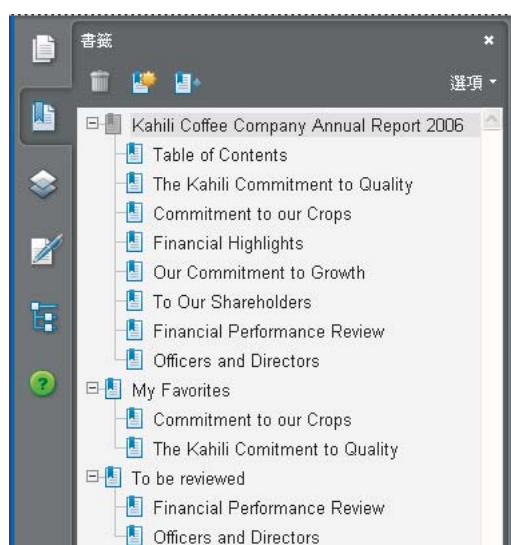 書籤
選項
Kahili Coffee Company Annual Report 2006
Table of Contents
The Kahili Commitment to Quality
Commitment to our Crops
Financial Highlights
Our Commitment to Growth
To Our Shareholders
Financial Performance Review
Officers and Directors
My Favorites
Commitment to our Crops
The Kahili Comitment to Quality
To be reviewed
Financial Performance Review
Officers and Directors